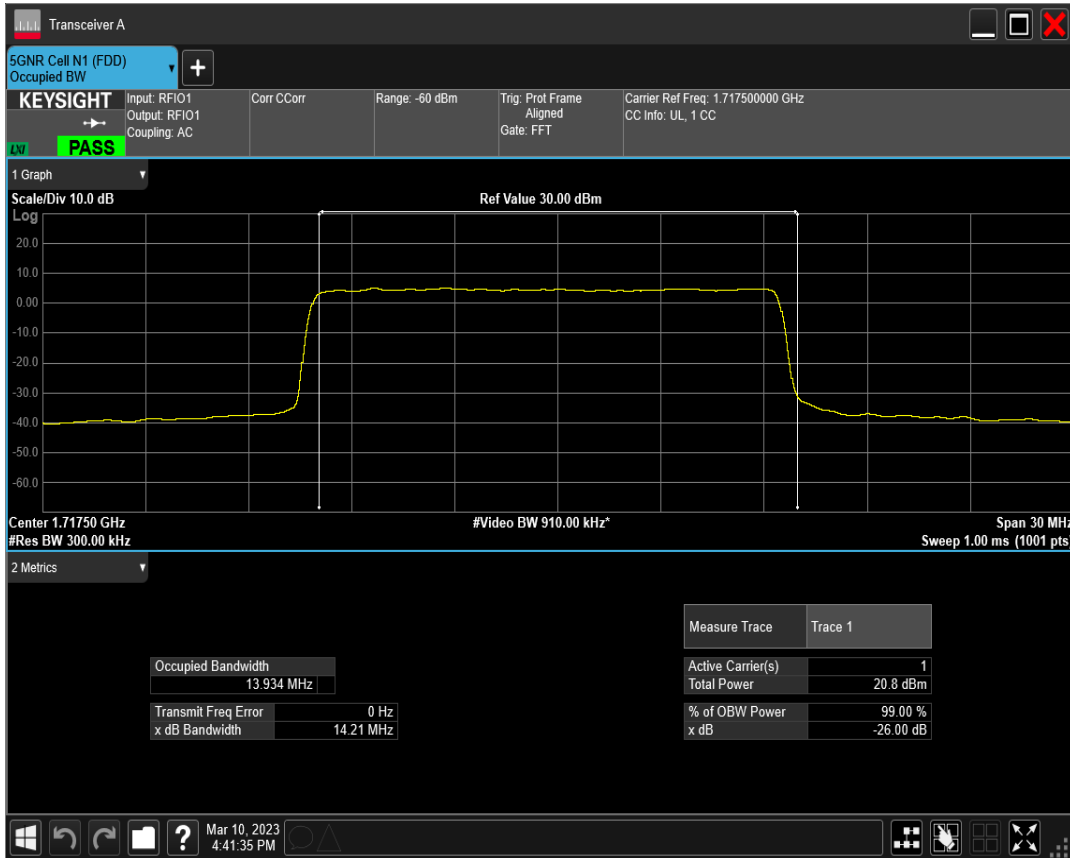 Transceiver A
5GNR Cell N1 (FDD)
Occupied BW
+
KEYSIGHT
LXI
PASS
Input: RFIO1
Output: RFIO1
Coupling: AC
Corr CCorr
Range: -60 dBm
Trig: Prot Frame
Aligned
Gate: FFT
Carrier Ref Freq: 1.717500000 GHz
CC Info: UL, 1 CC
1 Graph
Scale/Div 10.0 dB
Ref Value 30.00 dBm
Log
20.0
10.0
0.00
-10.0
-20.0
-30.0
-40.0
-50.0
-60.0
Center 1.71750 GHz
#Video BW 910.00 kHz*
Span 30 MHz
#Res BW 300.00 kHz
Sweep 1.00 ms (1001 pts)
2 Metrics
Measure Trace Trace 1
Occupied Bandwidth
13.934 MHz
Active Carrier(s) 1
Total Power 20.8 dBm
Transmit Freq Error 0 Hz
x dB Bandwidth 14.21 MHz
% of OBW Power 99.00 %
x dB -26.00 dB
?
Mar 10, 2023
4:41:35 PM